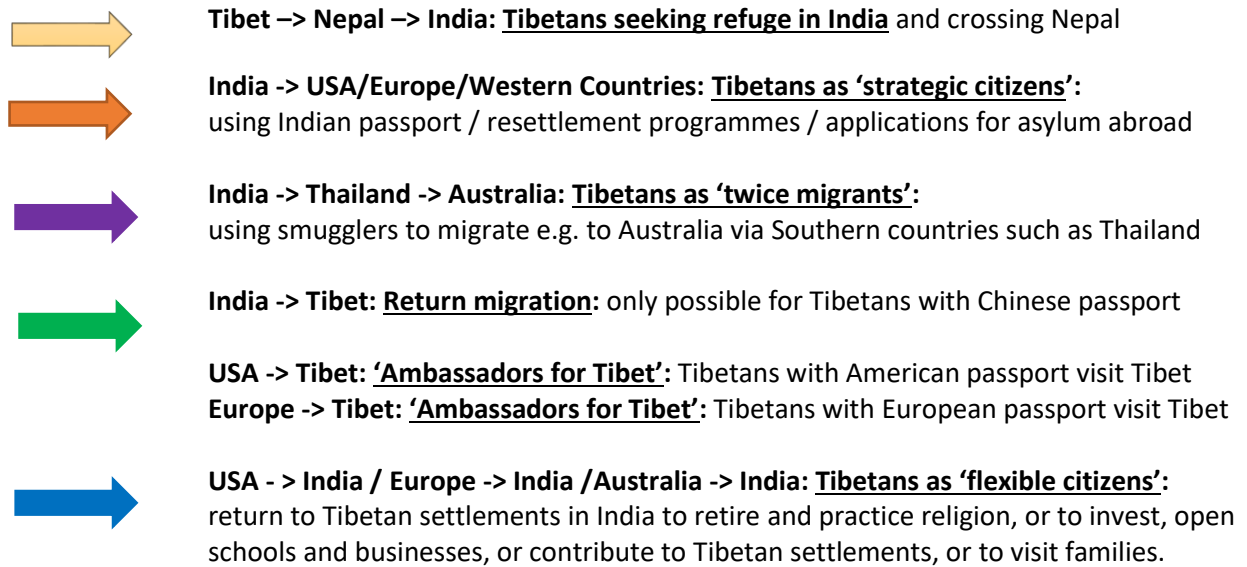 Tibet –> Nepal –> India: Tibetans seeking refuge in India and crossing Nepal
India -> USA/Europe/Western Countries: Tibetans as ‘strategic citizens’:
using Indian passport / resettlement programmes / applications for asylum abroad
India -> Thailand -> Australia: Tibetans as ‘twice migrants’:
using smugglers to migrate e.g. to Australia via Southern countries such as Thailand
India -> Tibet: Return migration: only possible for Tibetans with Chinese passport
USA -> Tibet: ‘Ambassadors for Tibet’: Tibetans with American passport visit Tibet
Europe -> Tibet: ‘Ambassadors for Tibet’: Tibetans with European passport visit Tibet
USA - > India / Europe -> India /Australia -> India: Tibetans as ‘flexible citizens’:
return to Tibetan settlements in India to retire and practice religion, or to invest, open
schools and businesses, or contribute to Tibetan settlements, or to visit families.